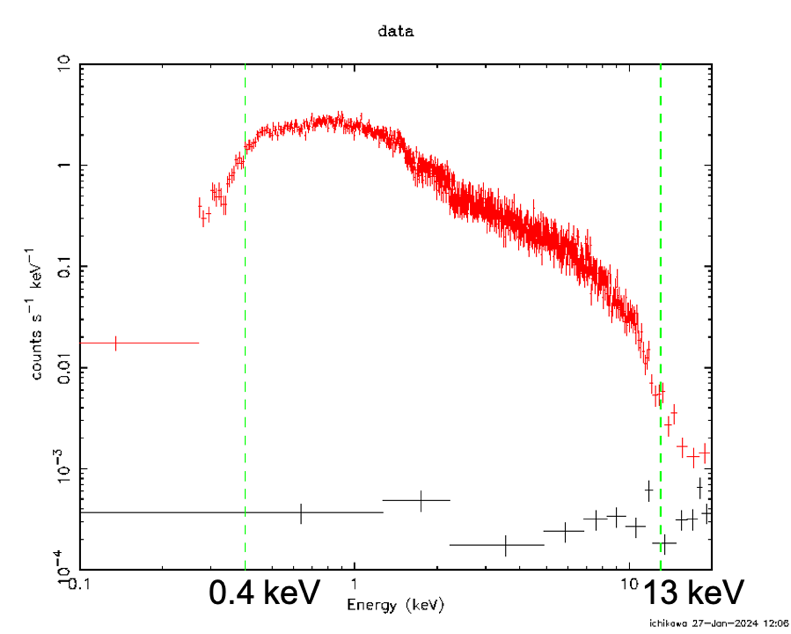 data
10
1
0.1
0.01
10−3
10−4
counts s−1 keV−1
0.1
1
10
0.4 keV
13 keV
Energy (keV)
ichikawa 27-Jan-2024 12:06